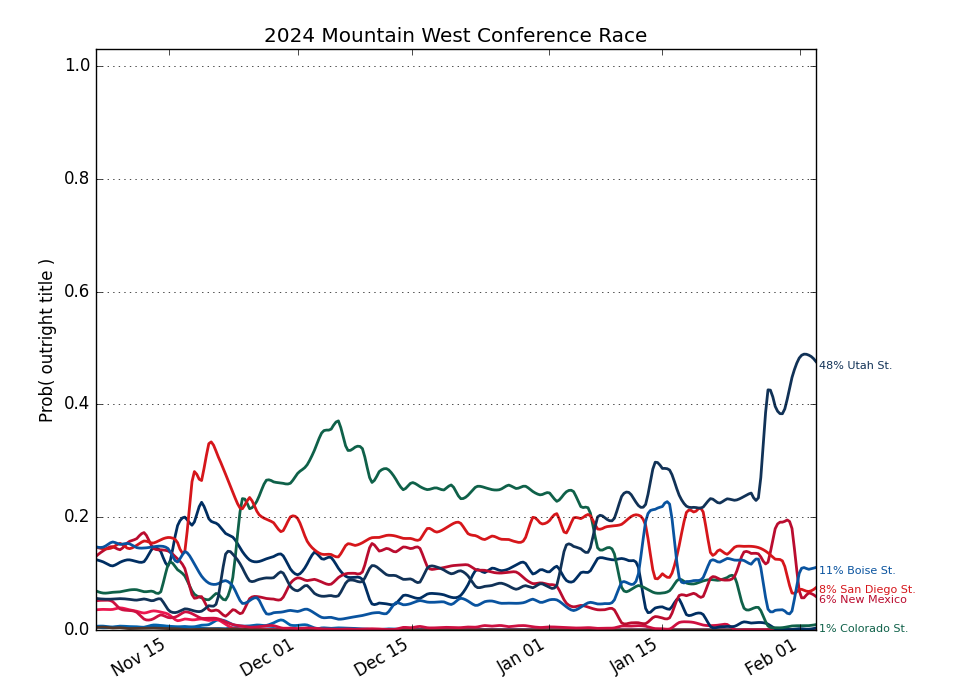 2024 Mountain West Conference Race
Prob( outright title )
1.0
0.8
0.6
0.4
0.2
0.0
Nov 15
Dec 01
Dec 15
Jan 01
Jan 15
Feb 01
48% Utah St.
11% Boise St.
8% San Diego St.
6% New Mexico
1% Colorado St.